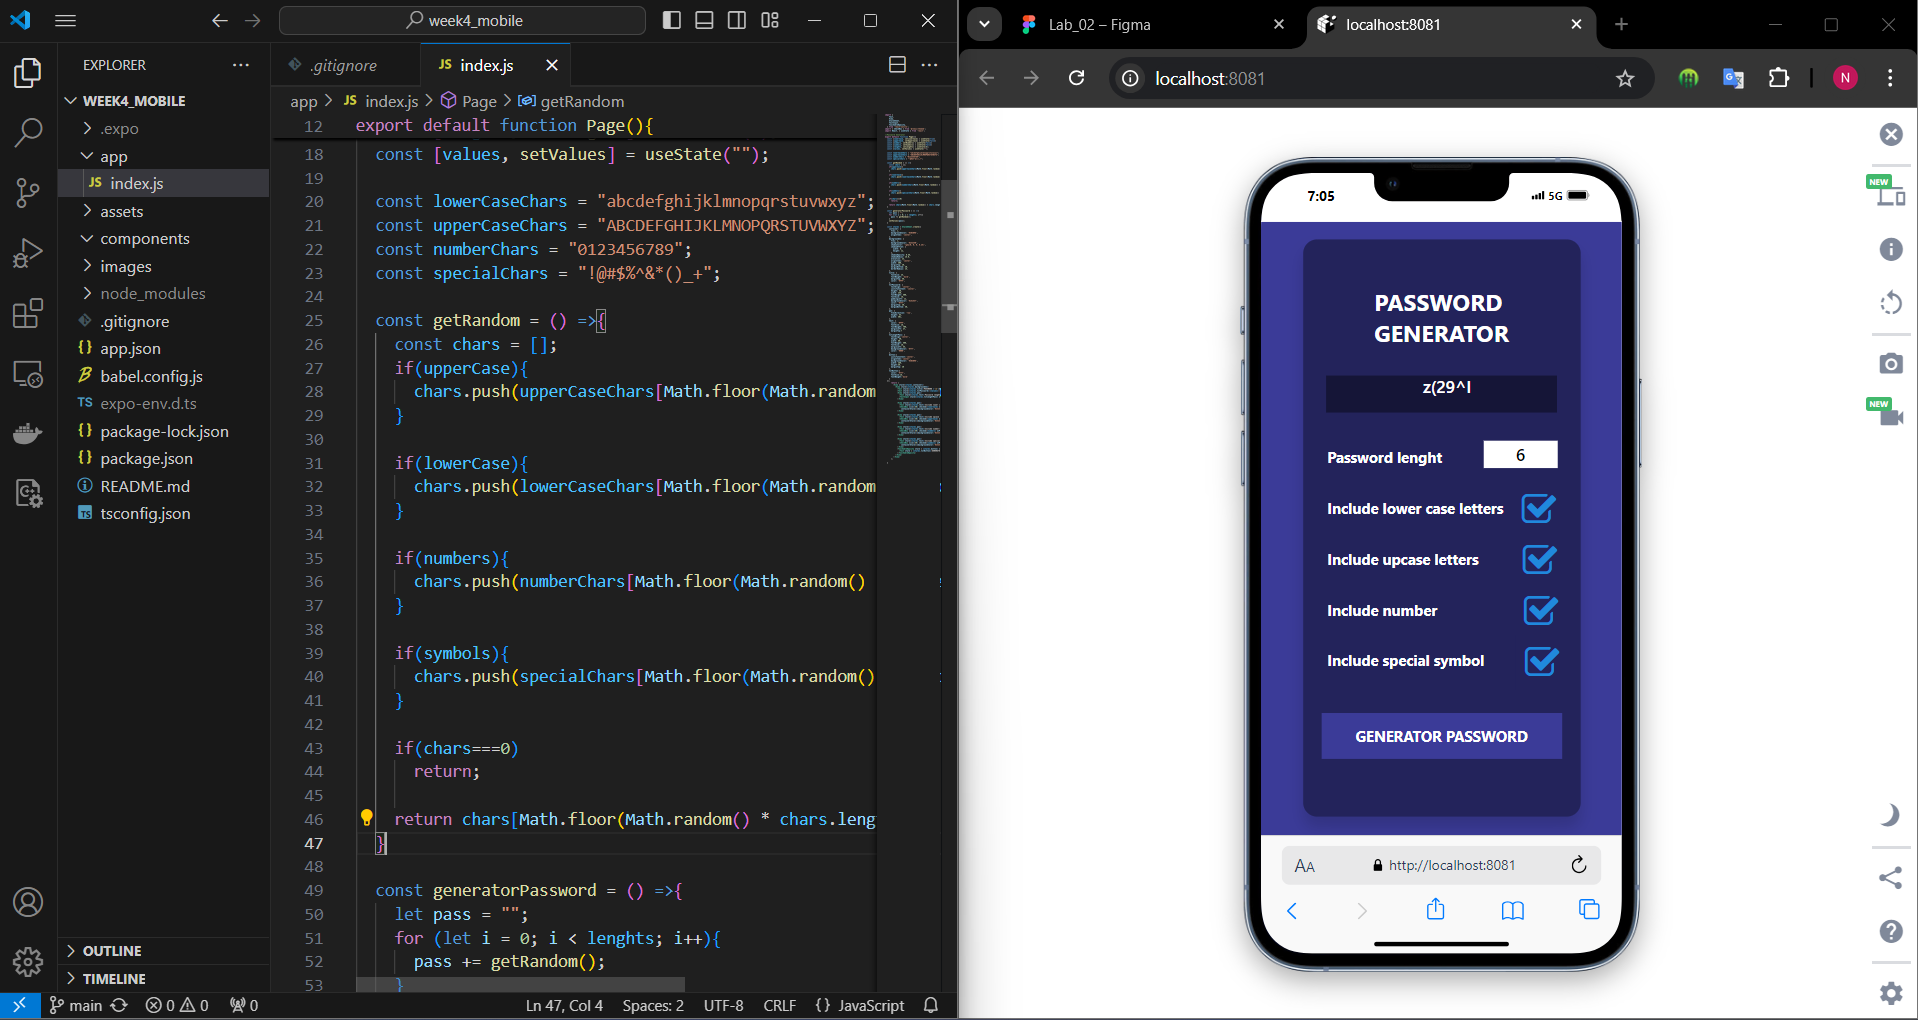 week4_mobile
EXPLORER
WEEK4_MOBILE
.expo
app
JS index.js
assets
components
images
node_modules
.gitignore
{} app.json
babel.config.js
TS expo-env.d.ts
{} package-lock.json
{} package.json
README.md
TS tsconfig.json
OUTLINE
TIMELINE
.gitignore
JS index.js
app > JS index.js > Page > getRandom
12 export default function Page(){
18 const [values, setValues] = useState("");
19
20 const lowerCaseChars = "abcdefghijklmnopqrstuvwxyz";
21 const upperCaseChars = "ABCDEFGHIJKLMNOPQRSTUVWXYZ";
22 const numberChars = "0123456789";
23 const specialChars = "!@#$%^&*()_+";
24
25 const getRandom = () =>{
26 const chars = [];
27 if(upperCase){
28 chars.push(upperCaseChars[Math.floor(Math.random
29 }
30
31 if(lowerCase){
32 chars.push(lowerCaseChars[Math.floor(Math.random
33 }
34
35 if(numbers){
36 chars.push(numberChars[Math.floor(Math.random()
37 }
38
39 if(symbols){
40 chars.push(specialChars[Math.floor(Math.random()
41 }
42
43 if(chars===0)
44 return;
45
46 return chars[Math.floor(Math.random() * chars.leng
47 }
48
49 const generatorPassword = () =>{
50 let pass = "";
51 for (let i = 0; i < lenghts; i++){
52 pass += getRandom();
53 }
main 0 0 0
Ln 47, Col 4 Spaces: 2 UTF-8 CRLF {} JavaScript
Lab_02 – Figma
localhost:8081
localhost:8081
N
NEW
NEW
7:05
5G
PASSWORD
GENERATOR
z(29^I
Password lenght 6
Include lower case letters
Include upcase letters
Include number
Include special symbol
GENERATOR PASSWORD
AA http://localhost:8081